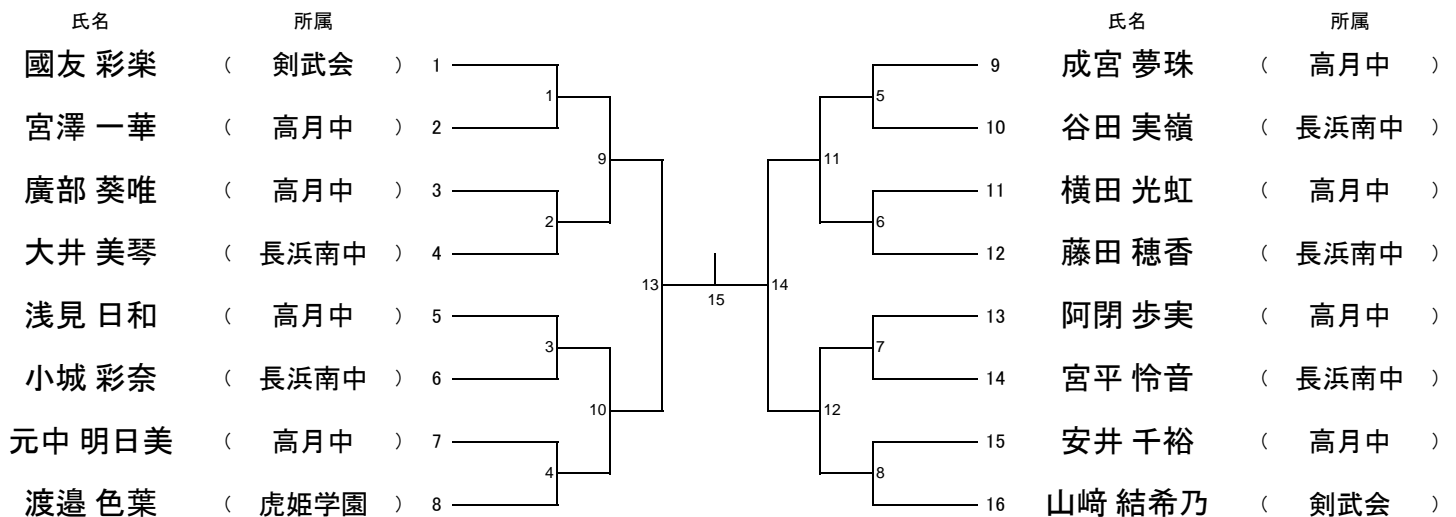 氏名 所属 氏名 所属
國友 彩楽 （ 剣武会 ） 1 9 成宮 夢珠 （ 高月中 ）
1 5
宮澤 一華 （ 高月中 ） 2 10 谷田 実嶺 （ 長浜南中 ）
9 11
廣部 葵唯 （ 高月中 ） 3 11 横田 光虹 （ 高月中 ）
2 6
大井 美琴 （ 長浜南中 ） 4 12 藤田 穂香 （ 長浜南中 ）
13 14
15
浅見 日和 （ 高月中 ） 5 13 阿閉 歩実 （ 高月中 ）
3 7
小城 彩奈 （ 長浜南中 ） 6 14 宮平 怜音 （ 長浜南中 ）
10 12
元中 明日美 （ 高月中 ） 7 15 安井 千裕 （ 高月中 ）
4 8
渡邉 色葉 （ 虎姫学園 ） 8 16 山﨑 結希乃 （ 剣武会 ）